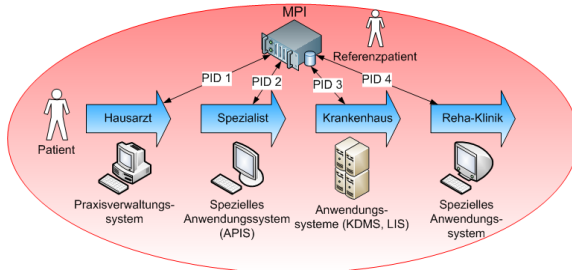 MPI
Referenzpatient
PID 1
PID 2
PID 3
PID 4
Hausarzt
Spezialist
Krankenhaus
Reha-Klinik
Patient
Praxisverwaltungs-
system
Spezielles
Anwendungssystem
(APIS)
Anwendungs-
systeme (KDMS, LIS)
Spezielles
Anwendungs-
system